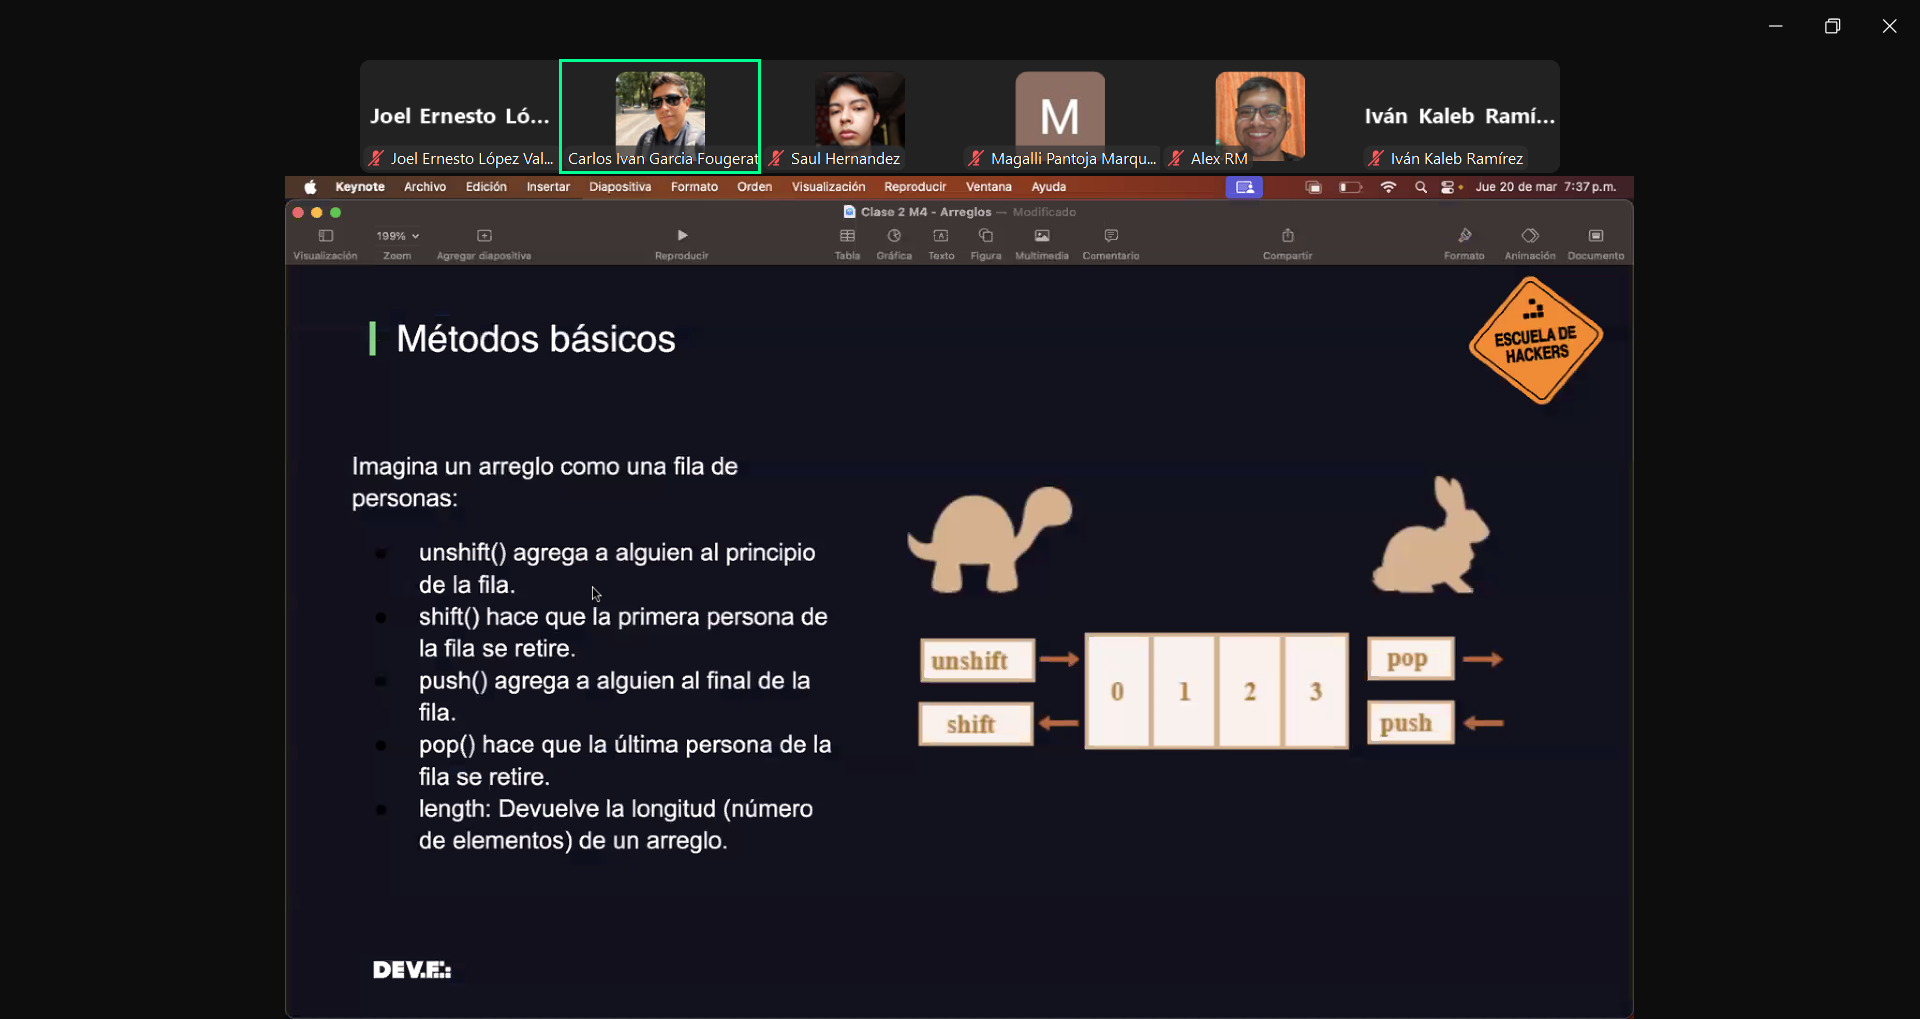 Joel Ernesto Ló...
M
Iván Kaleb Ramí...
Joel Ernesto López Val...
Carlos Ivan Garcia Fougerat
Saul Hernandez
Magalli Pantoja Marqu...
Alex RM
Iván Kaleb Ramírez
Keynote Archivo Edición Insertar Diapositiva Formato Orden Visualización Reproducir Ventana Ayuda Jue 20 de mar 7:37 p.m.
Clase 2 M4 - Arreglos — Modificado
199%
Visualización Zoom Agregar diapositiva Reproducir Tabla Gráfica Texto Figura Multimedia Comentario Compartir Formato Animación Documento
ESCUELA DE
HACKERS
Métodos básicos
Imagina un arreglo como una fila de
personas:
unshift() agrega a alguien al principio
de la fila.
shift() hace que la primera persona de
la fila se retire.
push() agrega a alguien al final de la
fila.
pop() hace que la última persona de la
fila se retire.
length: Devuelve la longitud (número
de elementos) de un arreglo.
unshift
shift
0 1 2 3
pop
push
DEV.F.: